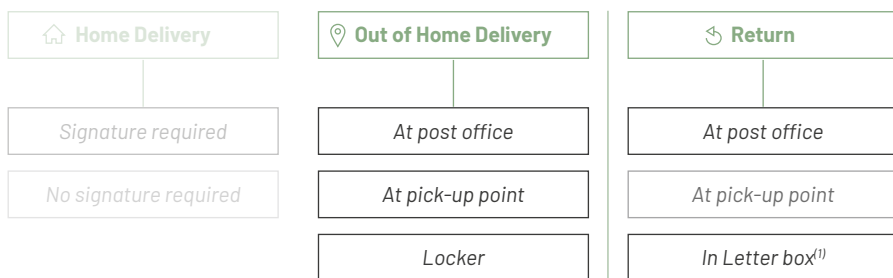 Home Delivery
Out of Home Delivery
Return
Signature required
At post office
At post office
No signature required
At pick-up point
At pick-up point
Locker
In Letter box(1)